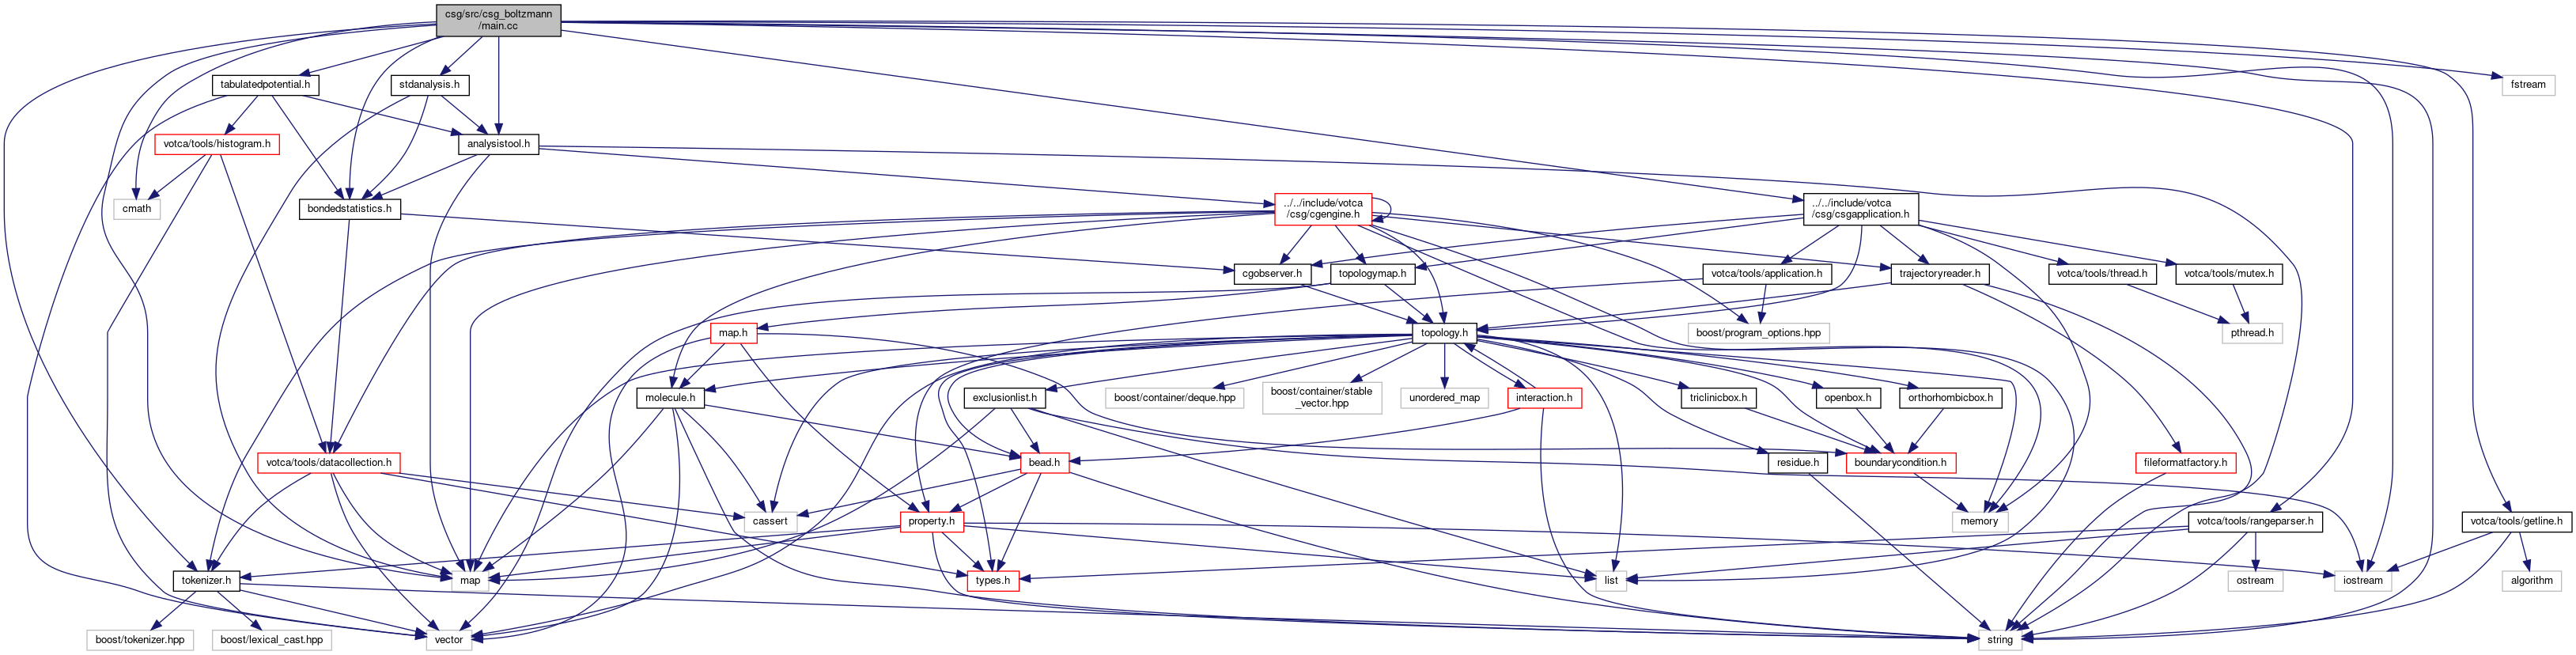 csg/src/csg_boltzmann
/main.cc
tabulatedpotential.h
stdanalysis.h
fstream
votca/tools/histogram.h
analysistool.h
cmath
bondedstatistics.h
../../include/votca
/csg/cgengine.h
../../include/votca
/csg/csgapplication.h
cgobserver.h
topologymap.h
votca/tools/application.h
trajectoryreader.h
votca/tools/thread.h
votca/tools/mutex.h
map.h
topology.h
boost/program_options.hpp
pthread.h
molecule.h
exclusionlist.h
boost/container/deque.hpp
boost/container/stable
_vector.hpp
unordered_map
interaction.h
triclinicbox.h
openbox.h
orthorhombicbox.h
votca/tools/datacollection.h
bead.h
residue.h
boundarycondition.h
fileformatfactory.h
cassert
property.h
memory
votca/tools/rangeparser.h
votca/tools/getline.h
tokenizer.h
map
types.h
list
ostream
iostream
algorithm
boost/tokenizer.hpp
boost/lexical_cast.hpp
vector
string